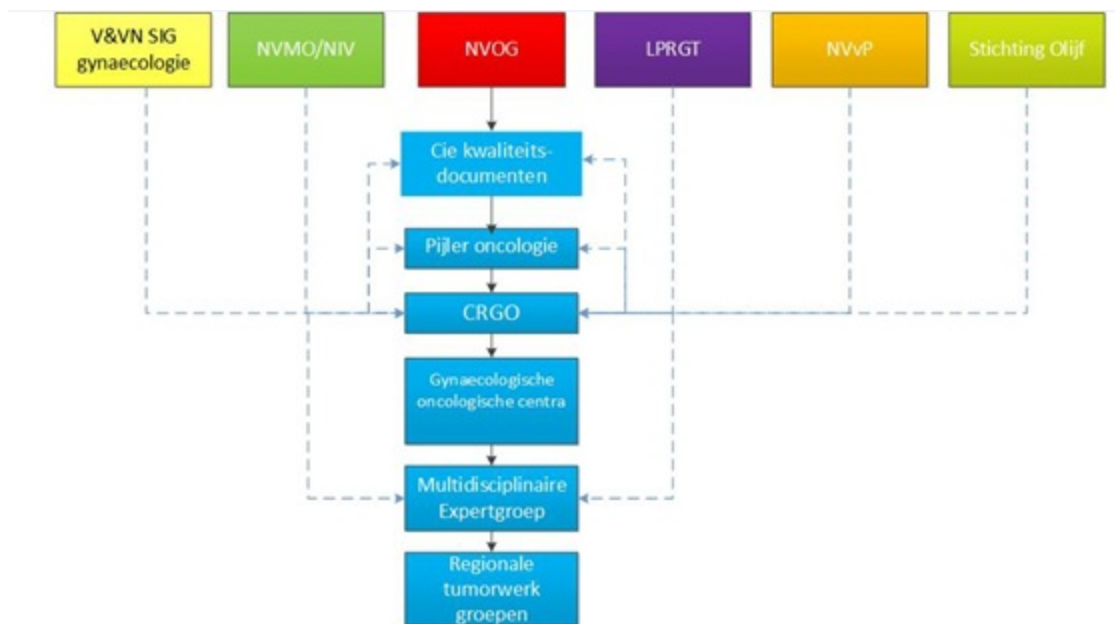 V&VN SIG
gynaecologie
NVMO/NIV
NVOG
LPRGT
NVvP
Stichting Olijf
Cie kwaliteits-
documenten
Pijler oncologie
CRGO
Gynaecologische
oncologische centra
Multidisciplinaire
Expertgroep
Regionale
tumorwerk
groepen